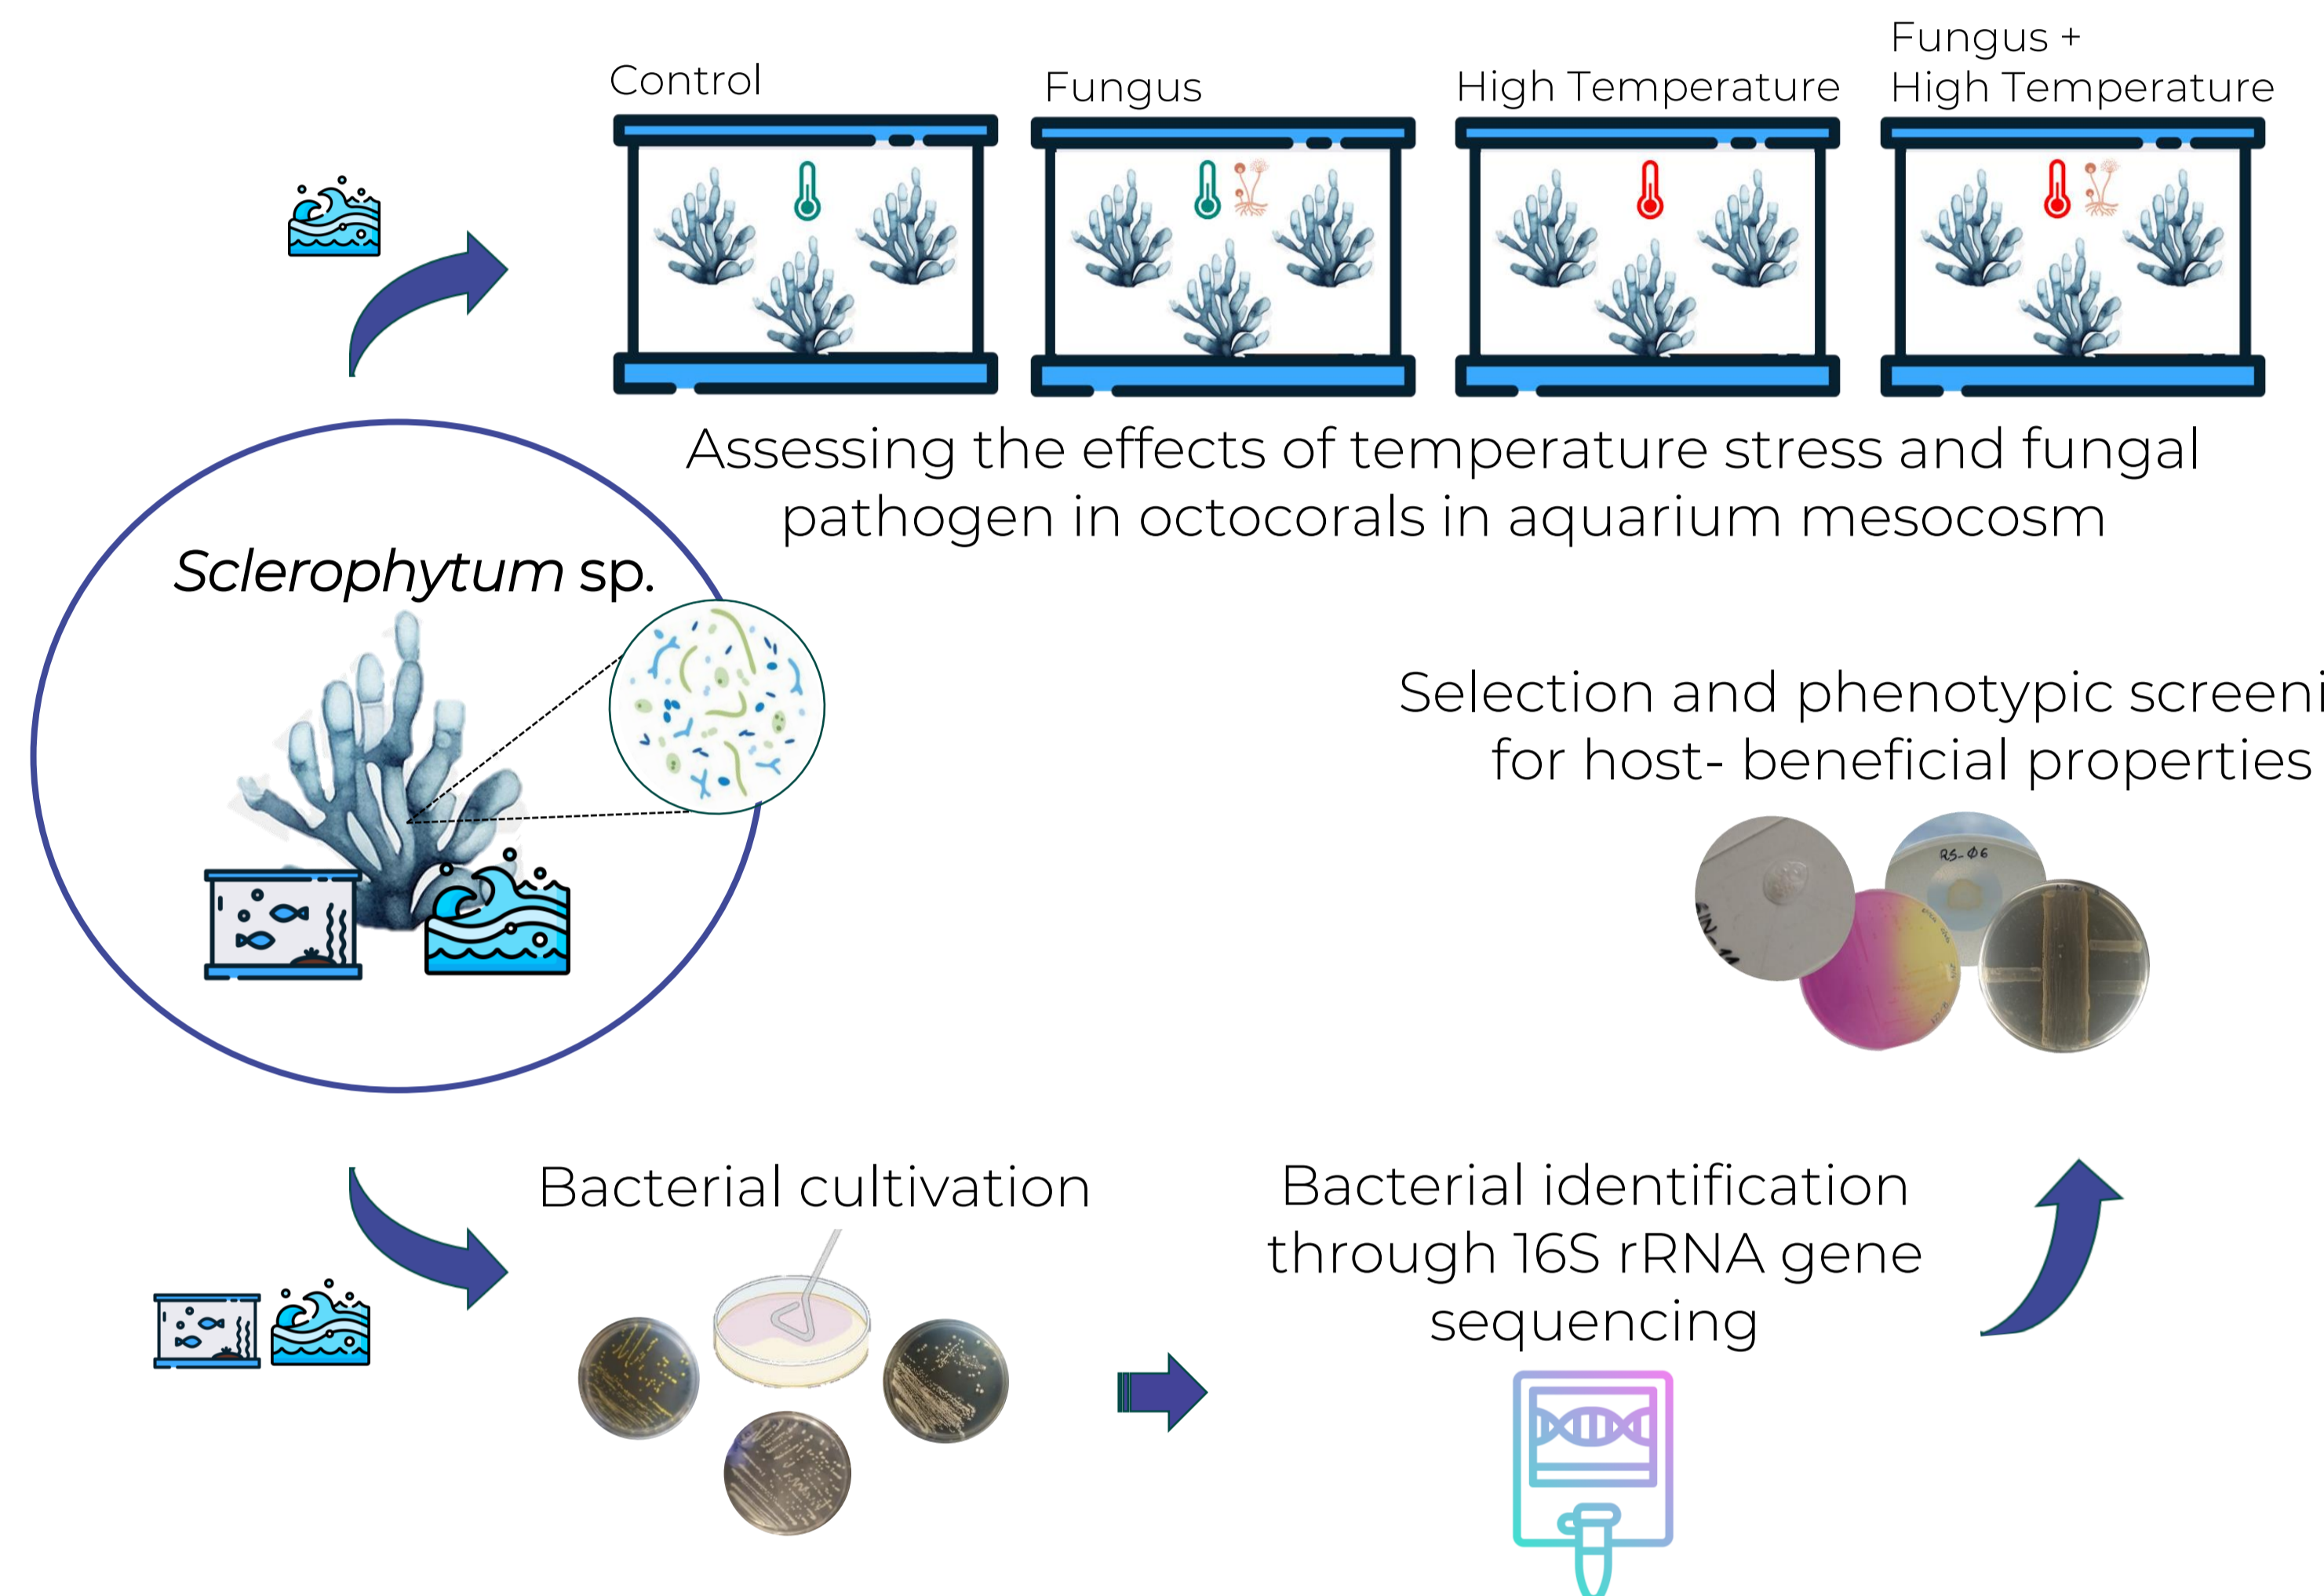 Control
Fungus
High Temperature
Fungus +
High Temperature
Assessing the effects of temperature stress and fungal
pathogen in octocorals in aquarium mesocosm
Sclerophytum sp.
Selection and phenotypic screeni
for host- beneficial properties
RS-Ø6
Bacterial cultivation
Bacterial identification
through 16S rRNA gene
sequencing